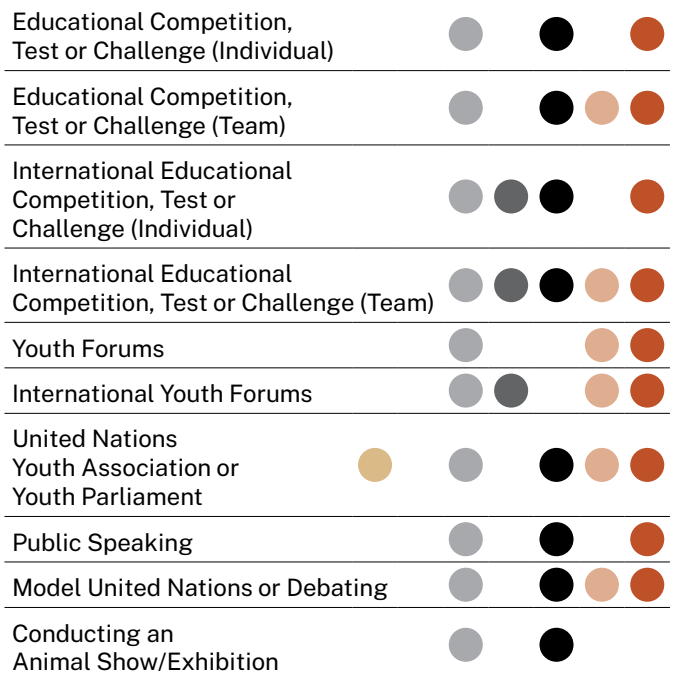 Educational Competition,
Test or Challenge (Individual)
Educational Competition,
Test or Challenge (Team)
International Educational
Competition, Test or
Challenge (Individual)
International Educational
Competition, Test or Challenge (Team)
Youth Forums
International Youth Forums
United Nations
Youth Association or
Youth Parliament
Public Speaking
Model United Nations or Debating
Conducting an
Animal Show/Exhibition